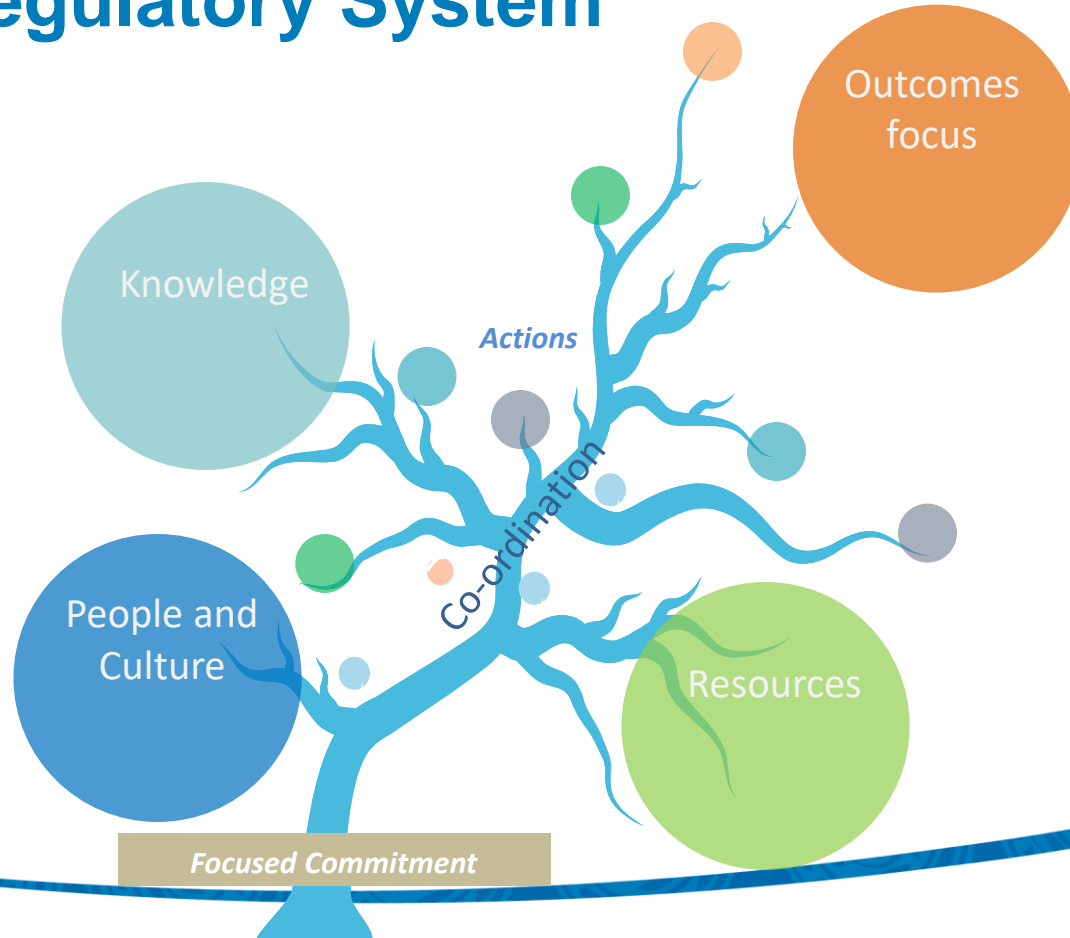 egulatory System
Outcomes
focus
Knowledge
Actions
Co-ordination
People and
Culture
Resources
Focused Commitment